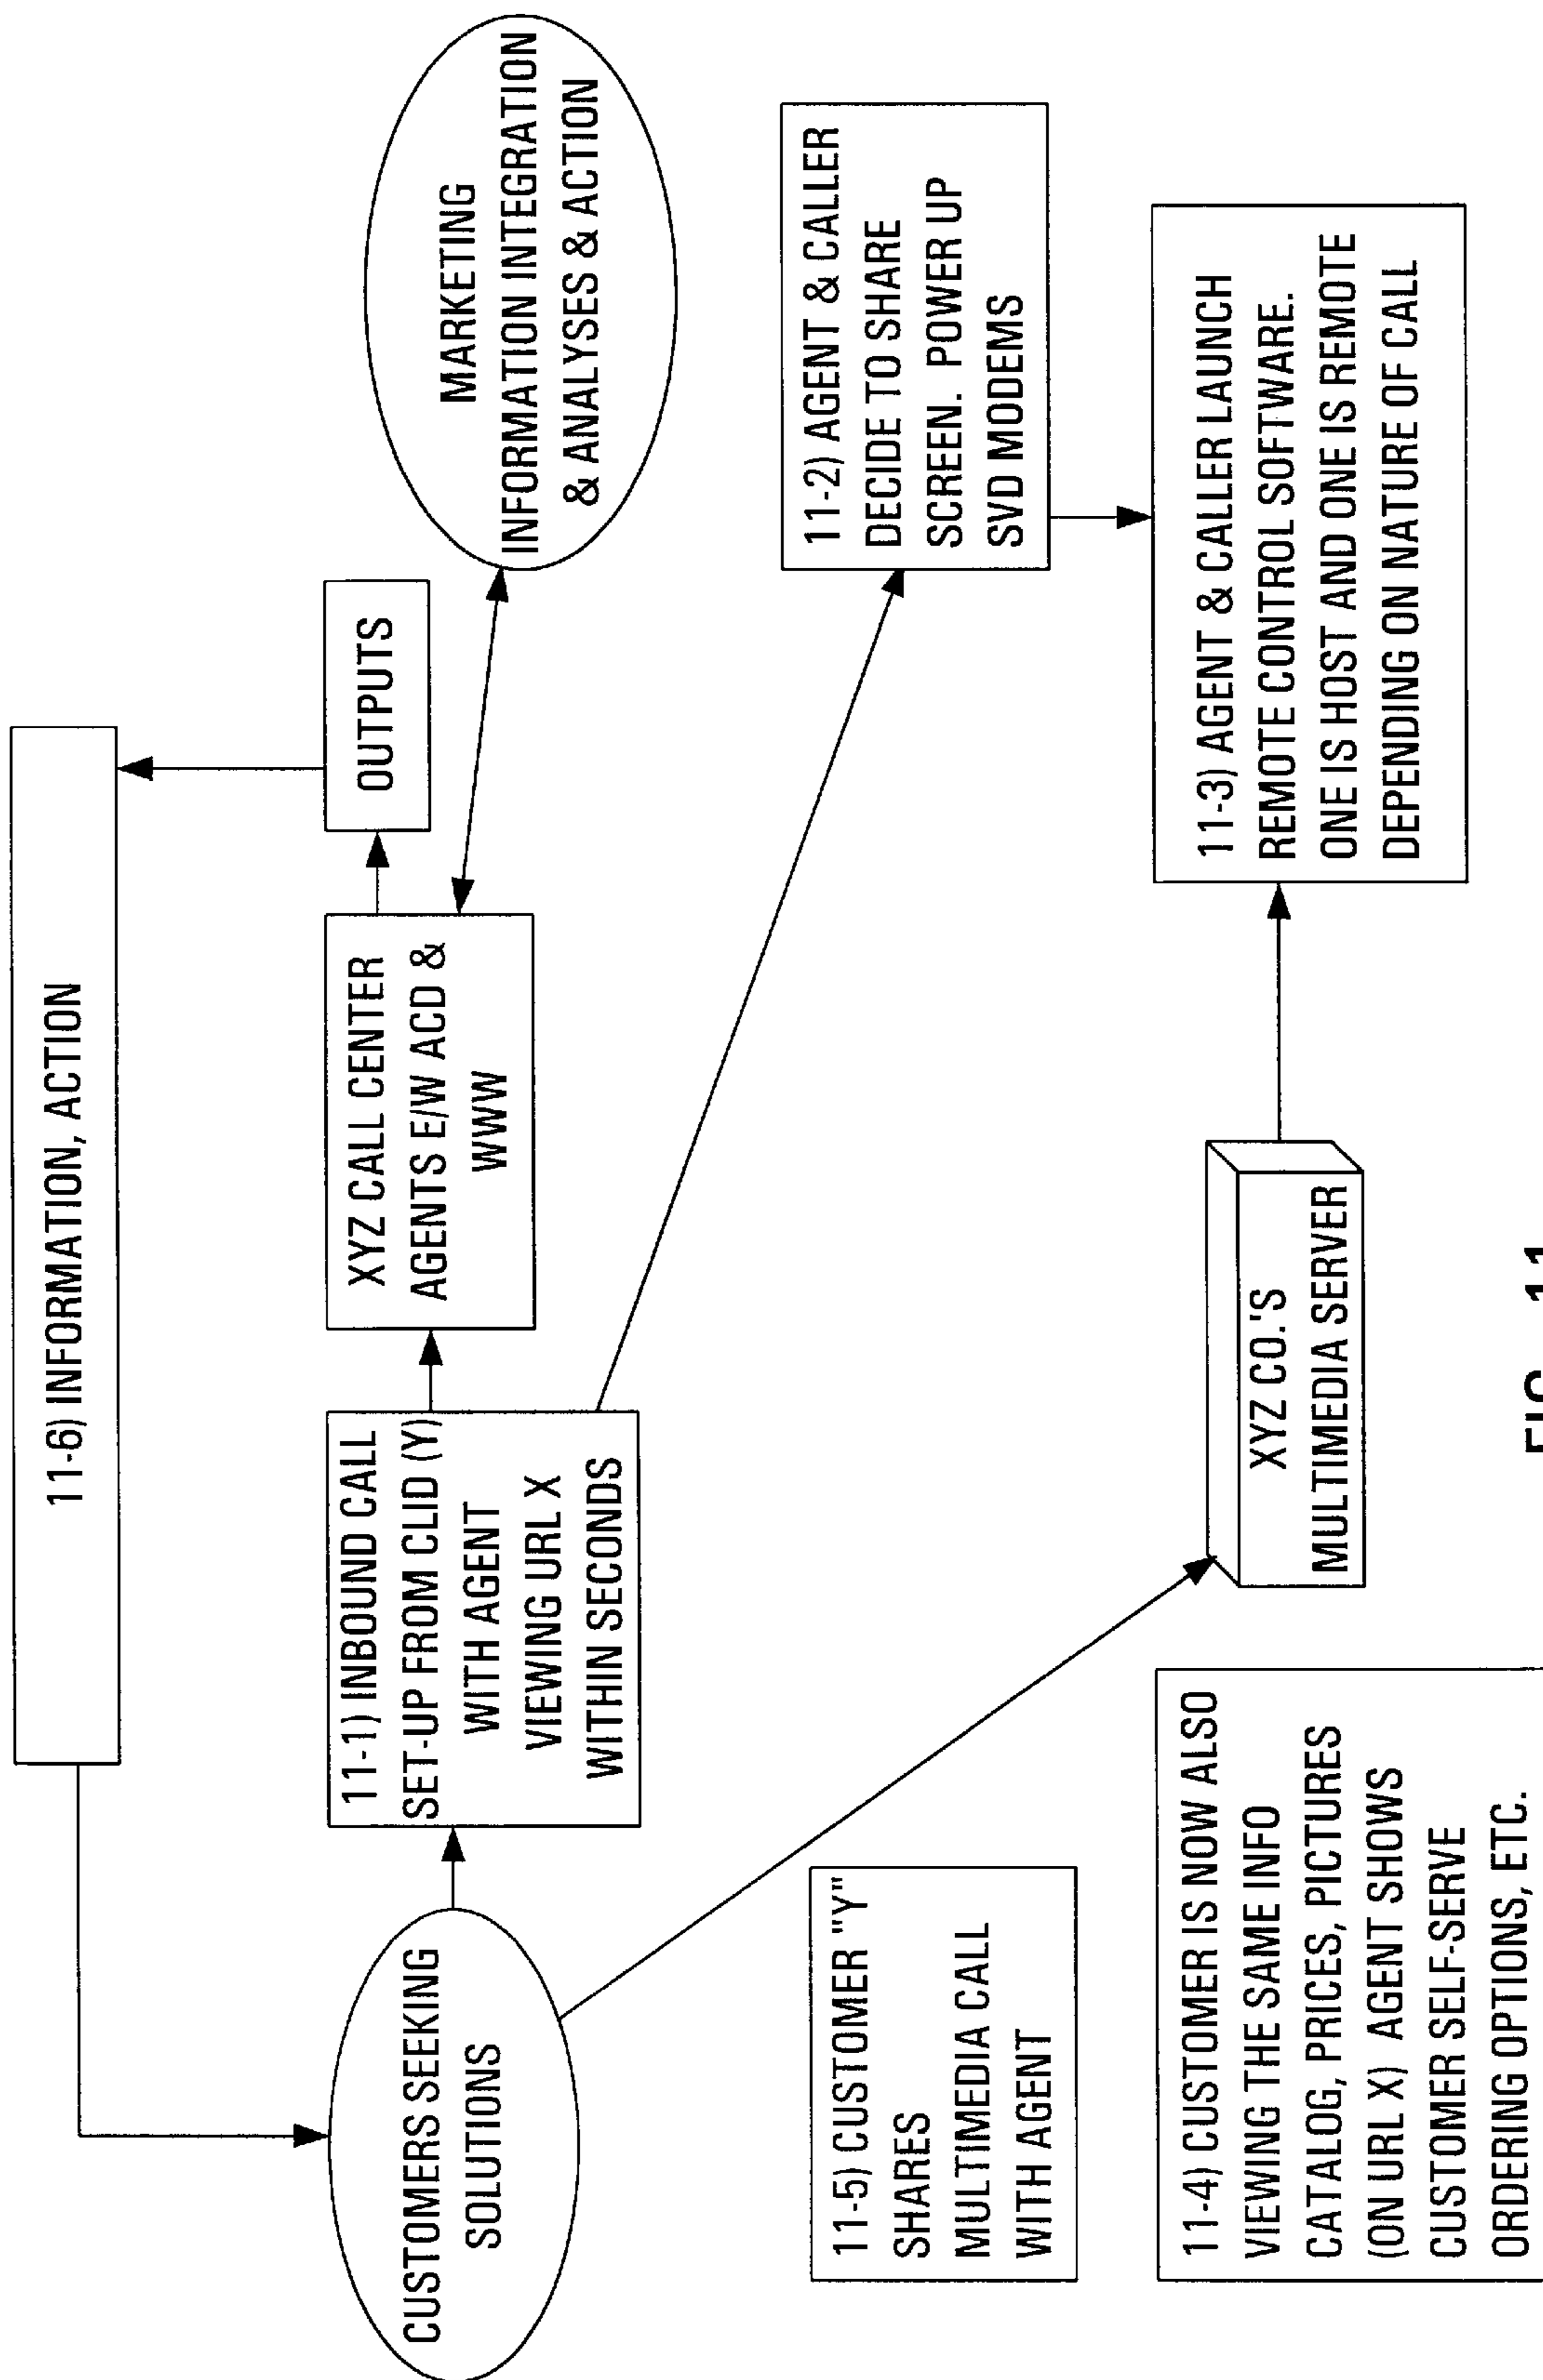 11-6) INFORMATION, ACTION
CUSTOMERS SEEKING
SOLUTIONS
11-1) INBOUND CALL
SET-UP FROM CLID (Y)
WITH AGENT
VIEWING URL X
WITHIN SECONDS
XYZ CALL CENTER
AGENTS E/W ACD &
WWW
OUTPUTS
MARKETING
INFORMATION INTEGRATION
& ANALYSES & ACTION
11-5) CUSTOMER "Y"
SHARES
MULTIMEDIA CALL
WITH AGENT
11-2) AGENT & CALLER
DECIDE TO SHARE
SCREEN. POWER UP
SVD MODEMS
11-4) CUSTOMER IS NOW ALSO
VIEWING THE SAME INFO
CATALOG, PRICES, PICTURES
(ON URL X) AGENT SHOWS
CUSTOMER SELF-SERVE
ORDERING OPTIONS, ETC.
XYZ CO.'S
MULTIMEDIA SERVER
11-3) AGENT & CALLER LAUNCH
REMOTE CONTROL SOFTWARE.
ONE IS HOST AND ONE IS REMOTE
DEPENDING ON NATURE OF CALL
FIG. 11